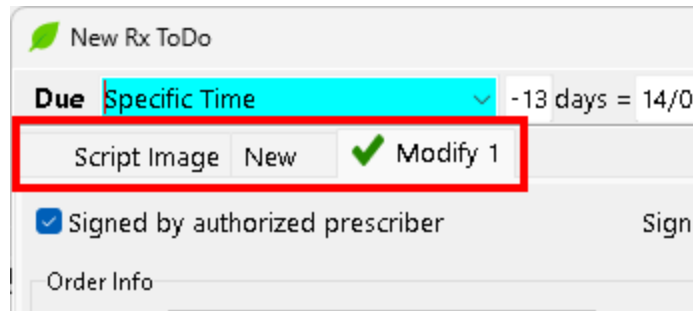 New Rx ToDo
Due Specific Time -13 days = 14/0
Script Image New Modify 1
Signed by authorized prescriber Sign
Order Info